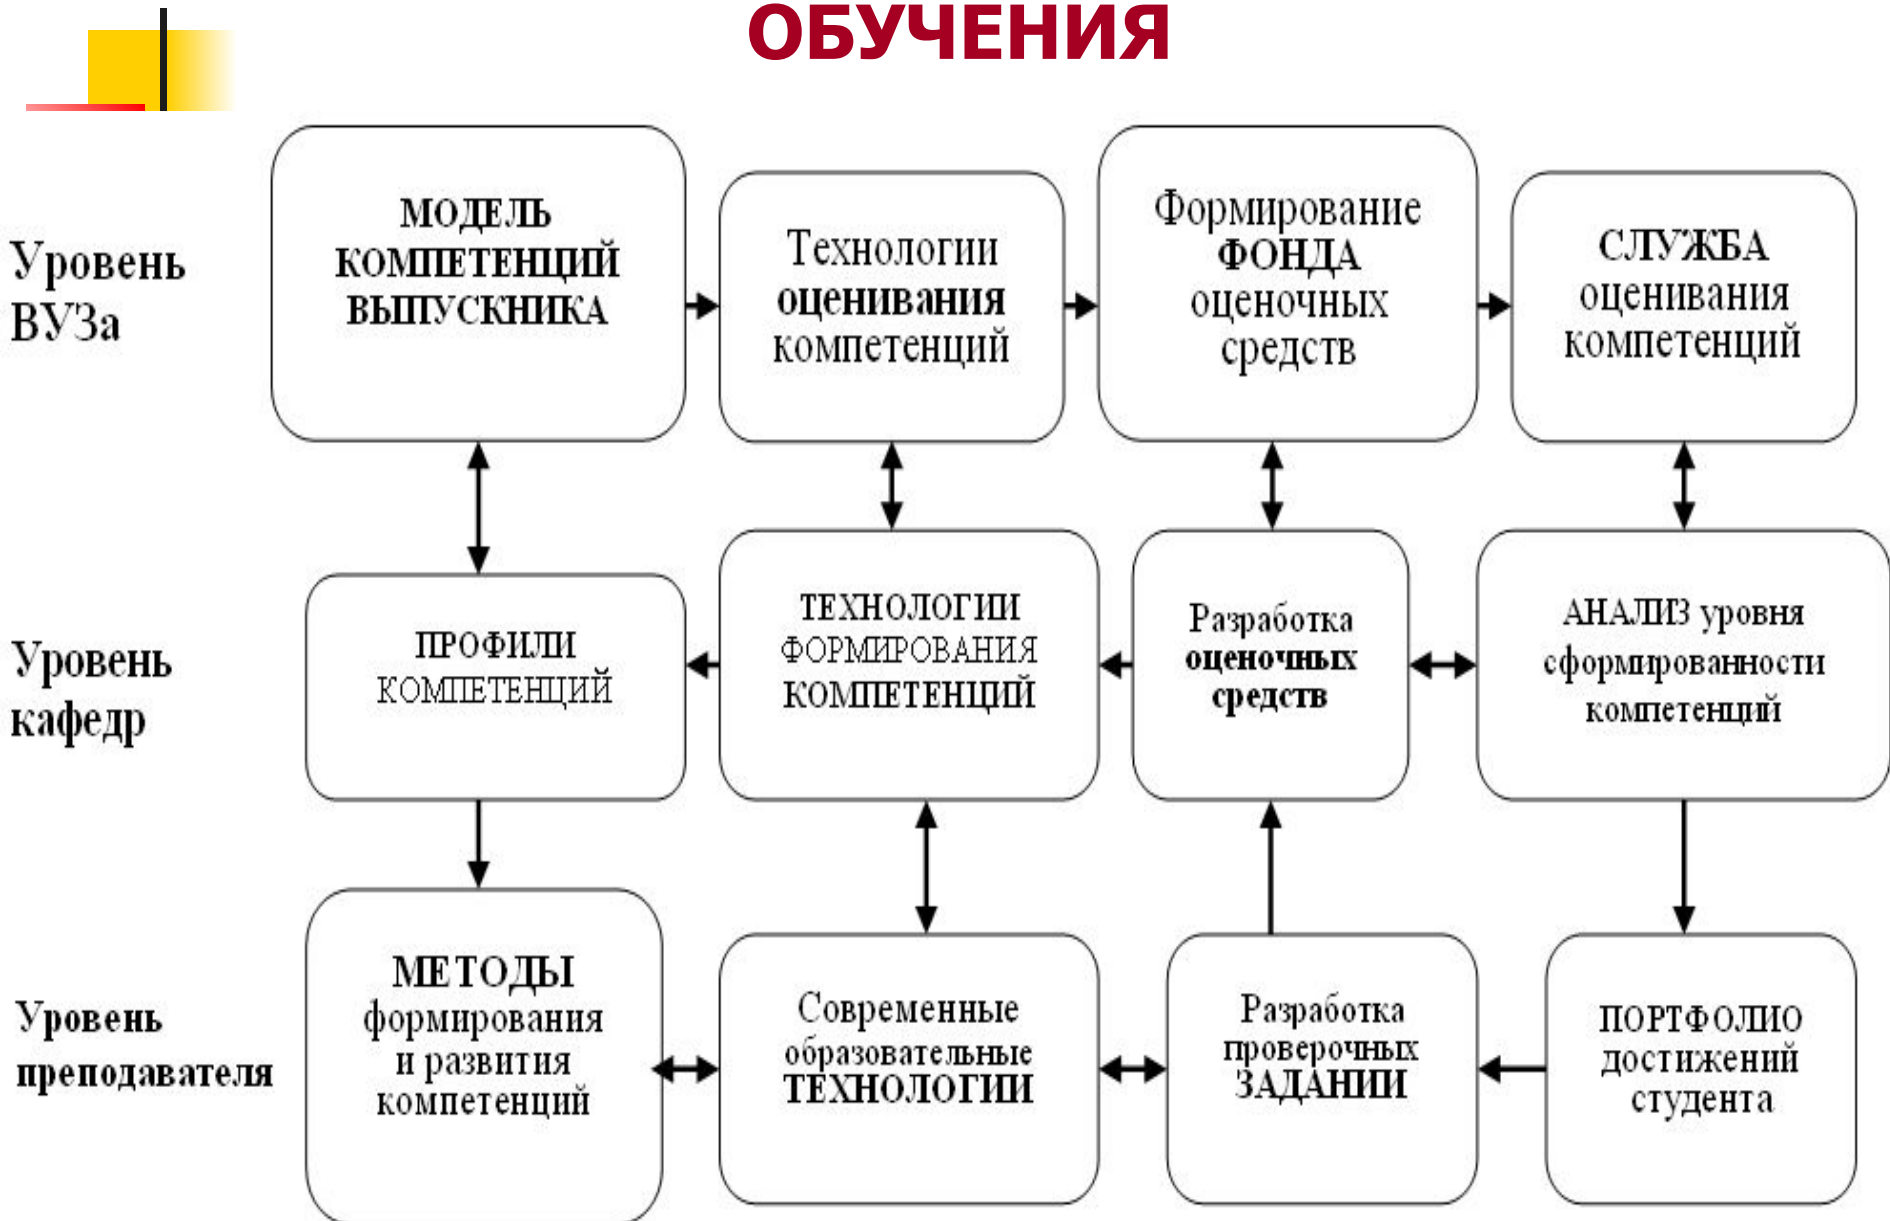 ОБУЧЕНИЯ
Уровень
ВУЗа
МОДЕЛЬ
КОМПЕТЕНЦИЙ
ВЫПУСКНИКА
Технологии
оценивания
компетенций
Формирование
ФОНДА
оценочных
средств
СЛУЖБА
оценивания
компетенций
Уровень
кафедр
ПРОФИЛИ
КОМПЕТЕНЦИЙ
ТЕХНОЛОГИИ
ФОРМИРОВАНИЯ
КОМПЕТЕНЦИЙ
Разработка
оценочных
средств
АНАЛИЗ уровня
сформированности
компетенций
Уровень
преподавателя
МЕТОДЫ
формирования
и развития
компетенций
Современные
образовательные
ТЕХНОЛОГИИ
Разработка
проверочных
ЗАДАНИИ
ПОРТФОЛИО
достижений
студента